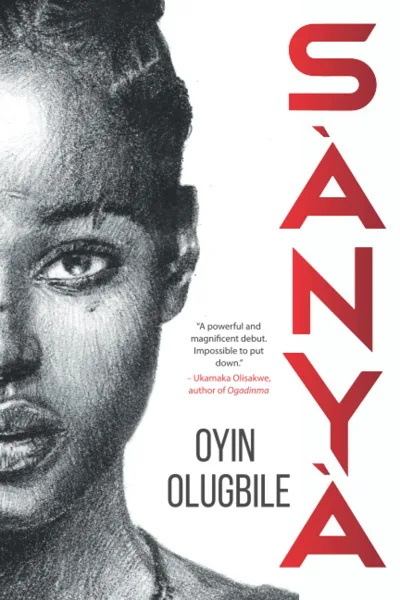 SÀNYÀ
"A powerful and
magnificent debut.
Impossible to put
down."
– Ukamaka Olisakwe,
author of Ogadinma
OYIN
OLUGBILE